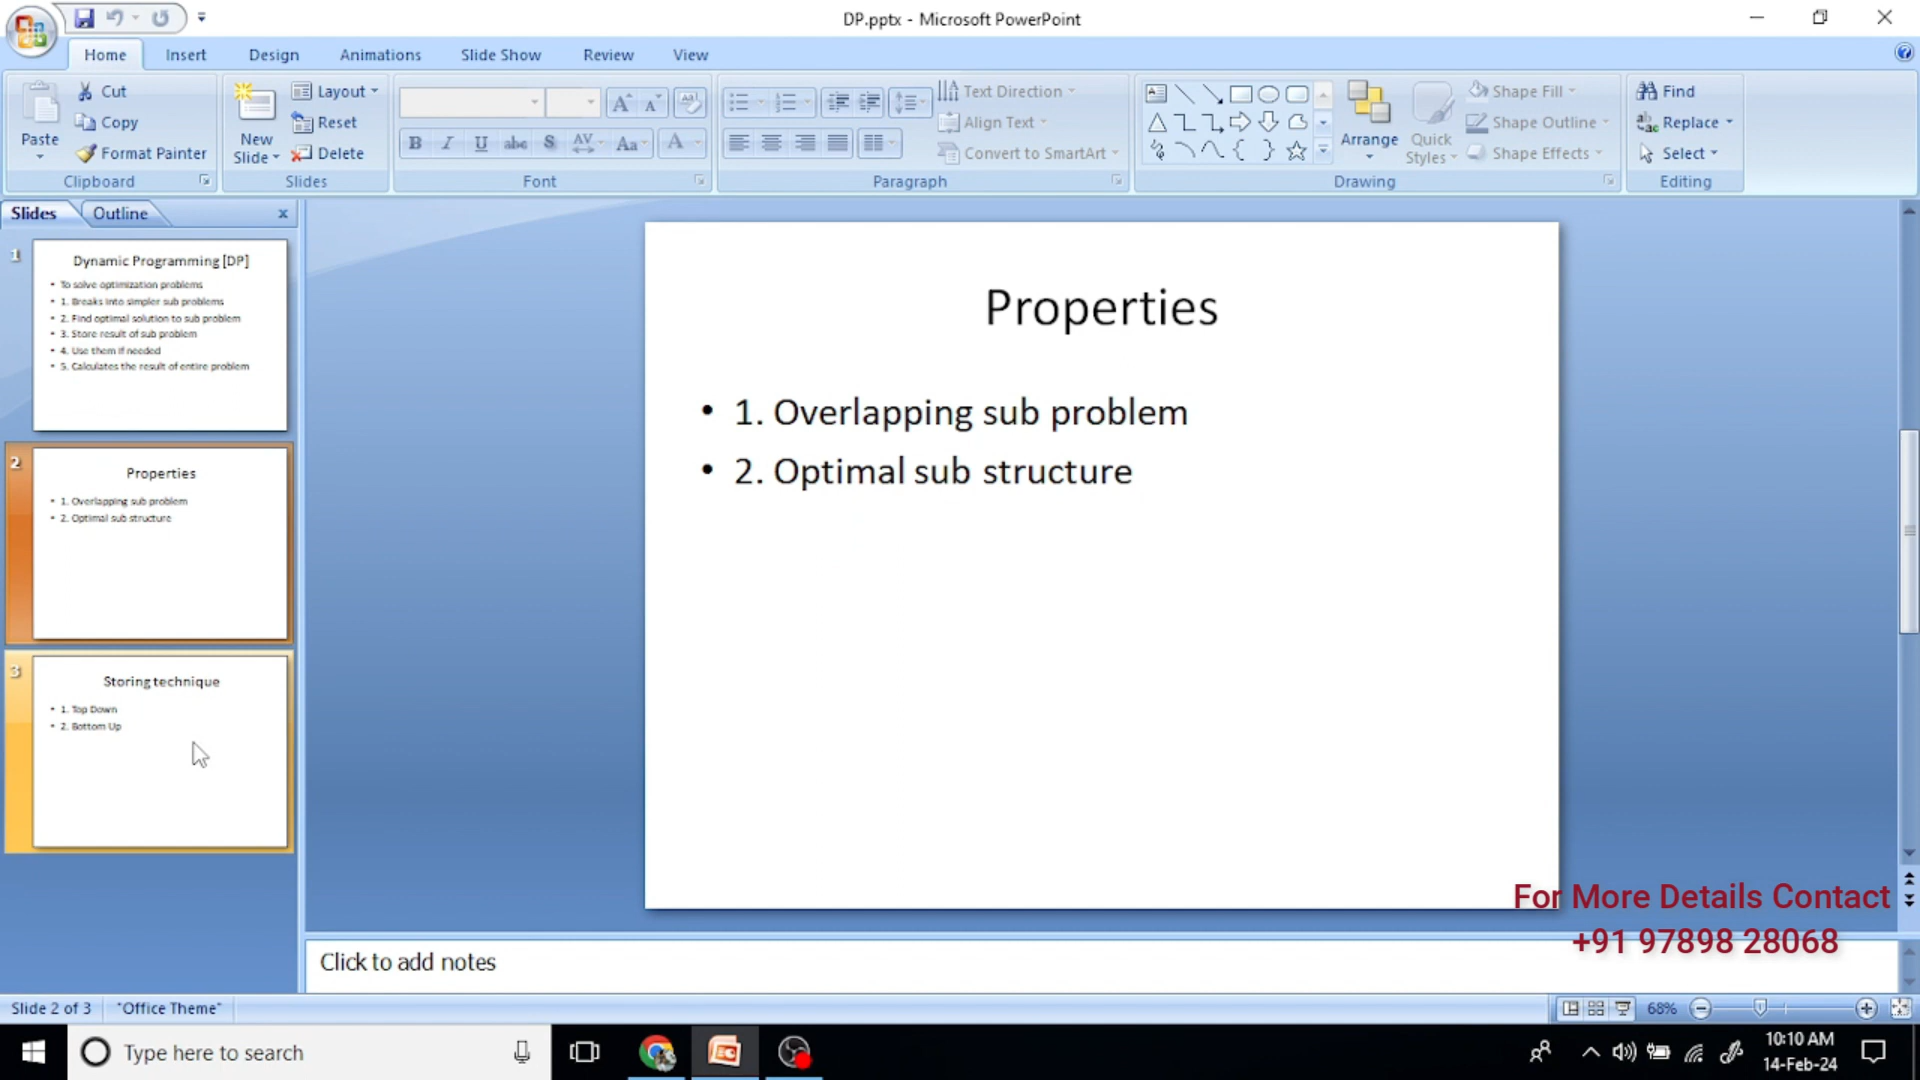 DP.pptx - Microsoft PowerPoint
Home Insert Design Animations Slide Show Review View
Paste
Cut
Copy
Format Painter
Clipboard
New Slide
Layout
Reset
Delete
Slides
Font
Text Direction
Align Text
Convert to SmartArt
Paragraph
Arrange
Quick Styles
Shape Fill
Shape Outline
Shape Effects
Drawing
Find
Replace
Select
Editing
Slides Outline
1
Dynamic Programming [DP]
• To solve optimization problems
• 1. Breaks into simpler sub problems
• 2. Find optimal solution to sub problem
• 3. Store result of sub problem
• 4. Use them if needed
• 5. Calculates the result of entire problem
2
Properties
• 1. Overlapping sub problem
• 2. Optimal sub structure
3
Storing technique
• 1. Top Down
• 2. Bottom Up
Properties
• 1. Overlapping sub problem
• 2. Optimal sub structure
For More Details Contact
+91 97898 28068
Click to add notes
Slide 2 of 3 "Office Theme" 68%
Type here to search
10:10 AM
14-Feb-24